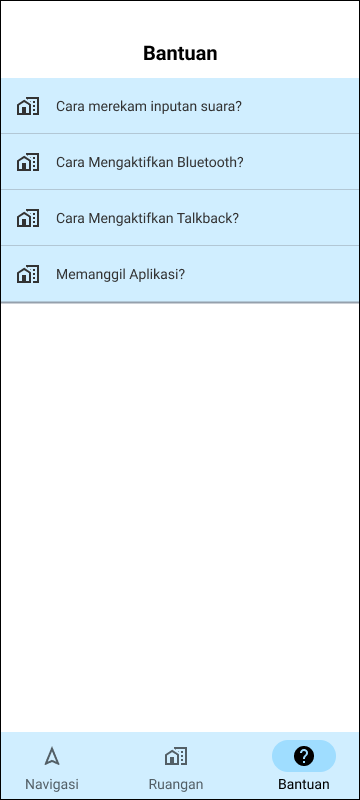 Bantuan
Cara merekam inputan suara?
Cara Mengaktifkan Bluetooth?
Cara Mengaktifkan Talkback?
Memanggil Aplikasi?
Navigasi
Ruangan
Bantuan